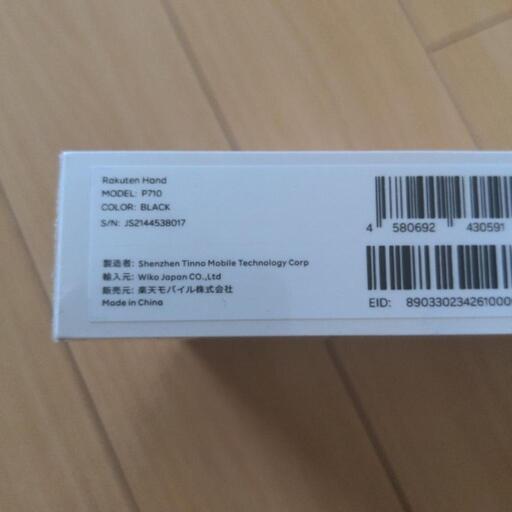 Rakuten Hand
MODEL: P710
COLOR: BLACK
S/N: JS2144538017
4 580692 430591
製造者: Shenzhen Tinno Mobile Technology Corp
輸入元: Wiko Japan CO.,Ltd
販売元: 楽天モバイル株式会社
Made in China
EID: 890330234261000